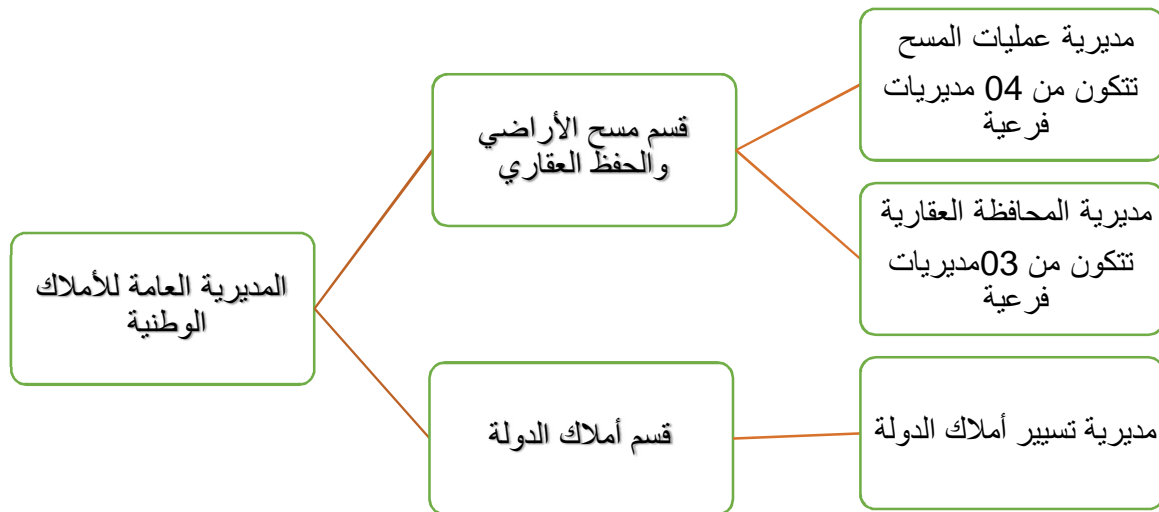 مديرية عمليات المسح
تتكون من 04 مديريات
فرعية
قسم مسح الأراضي
والحفظ العقاري
مديرية المحافظة العقارية
تتكون من 03مديريات
فرعية
المديرية العامة للأملاك
الوطنية
قسم أملاك الدولة
مديرية تسيير أملاك الدولة